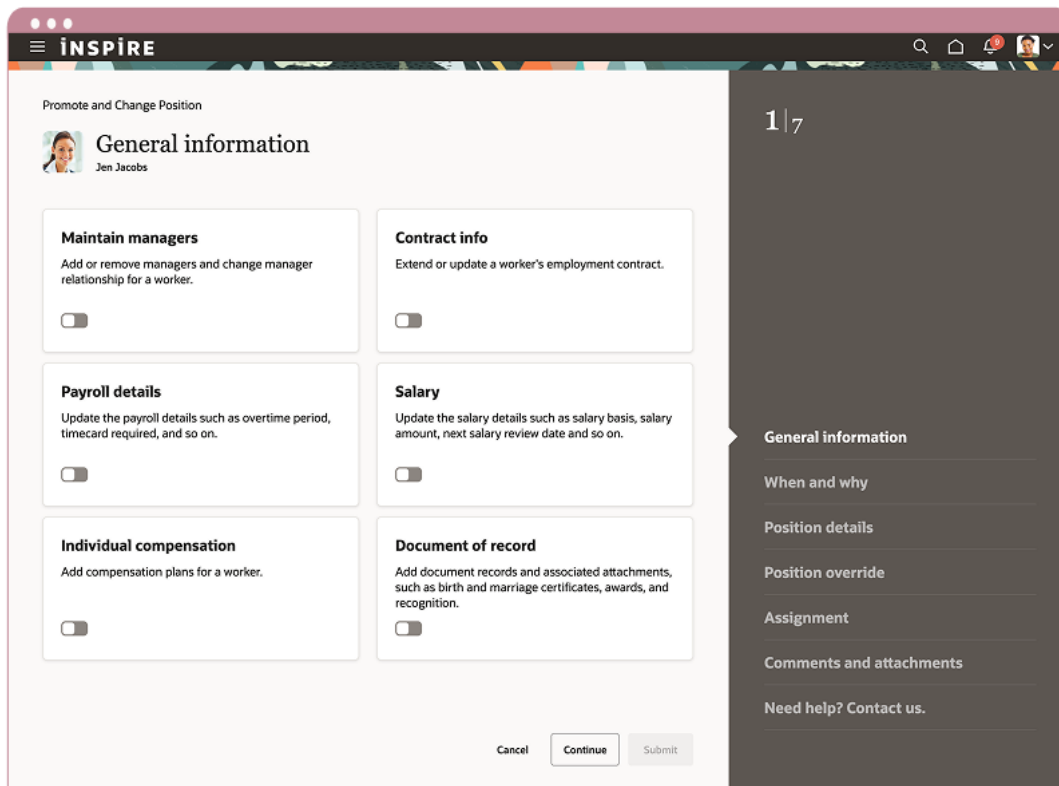 iNSPiRE
9
Promote and Change Position
General information
Jen Jacobs
Maintain managers
Add or remove managers and change manager
relationship for a worker.
Contract info
Extend or update a worker's employment contract.
Payroll details
Update the payroll details such as overtime period,
timecard required, and so on.
Salary
Update the salary details such as salary basis, salary
amount, next salary review date and so on.
Individual compensation
Add compensation plans for a worker.
Document of record
Add document records and associated attachments,
such as birth and marriage certificates, awards, and
recognition.
Cancel
Continue
Submit
1|7
General information
When and why
Position details
Position override
Assignment
Comments and attachments
Need help? Contact us.